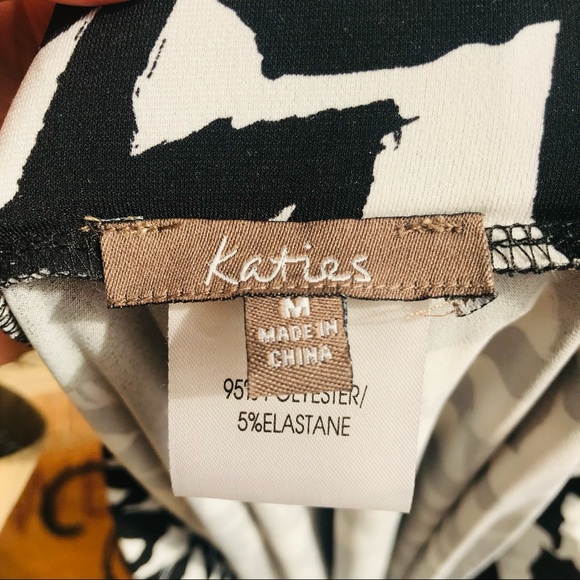 Katies
M
MADE IN
CHINA
95% POLYESTER/
5%ELASTANE